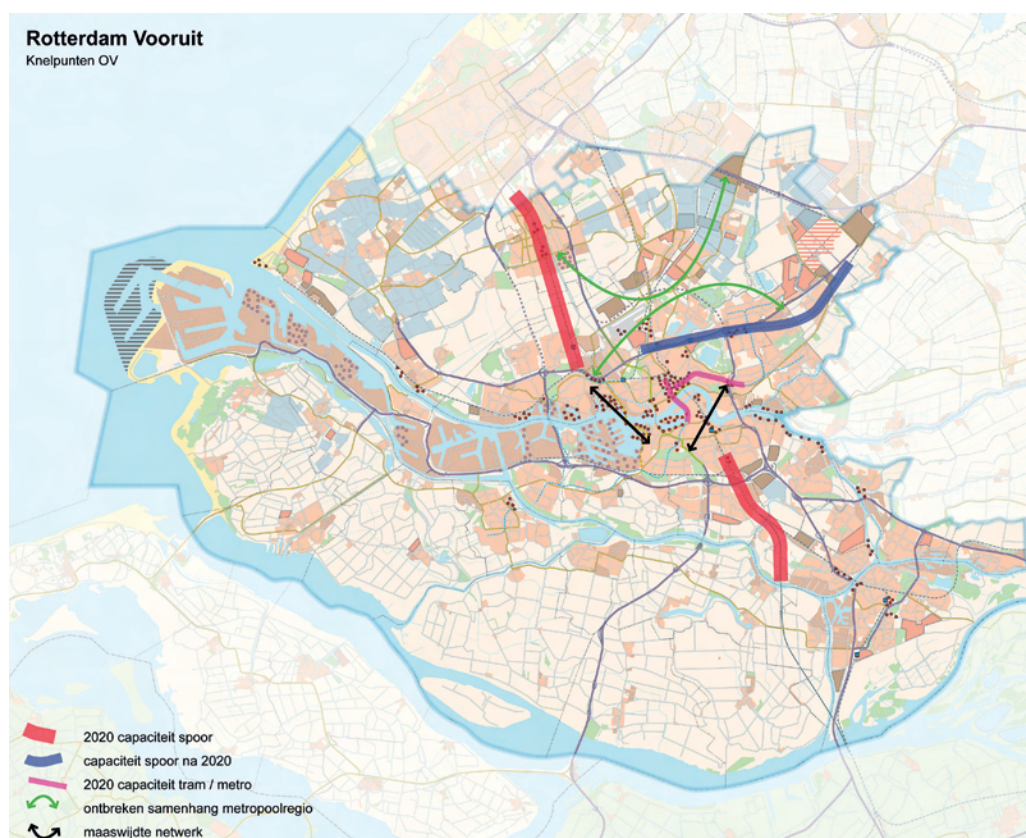 Rotterdam Vooruit
Knelpunten OV
2020 capaciteit spoor
capaciteit spoor na 2020
2020 capaciteit tram / metro
ontbreken samenhang metropoolregio
maaswijdte netwerk